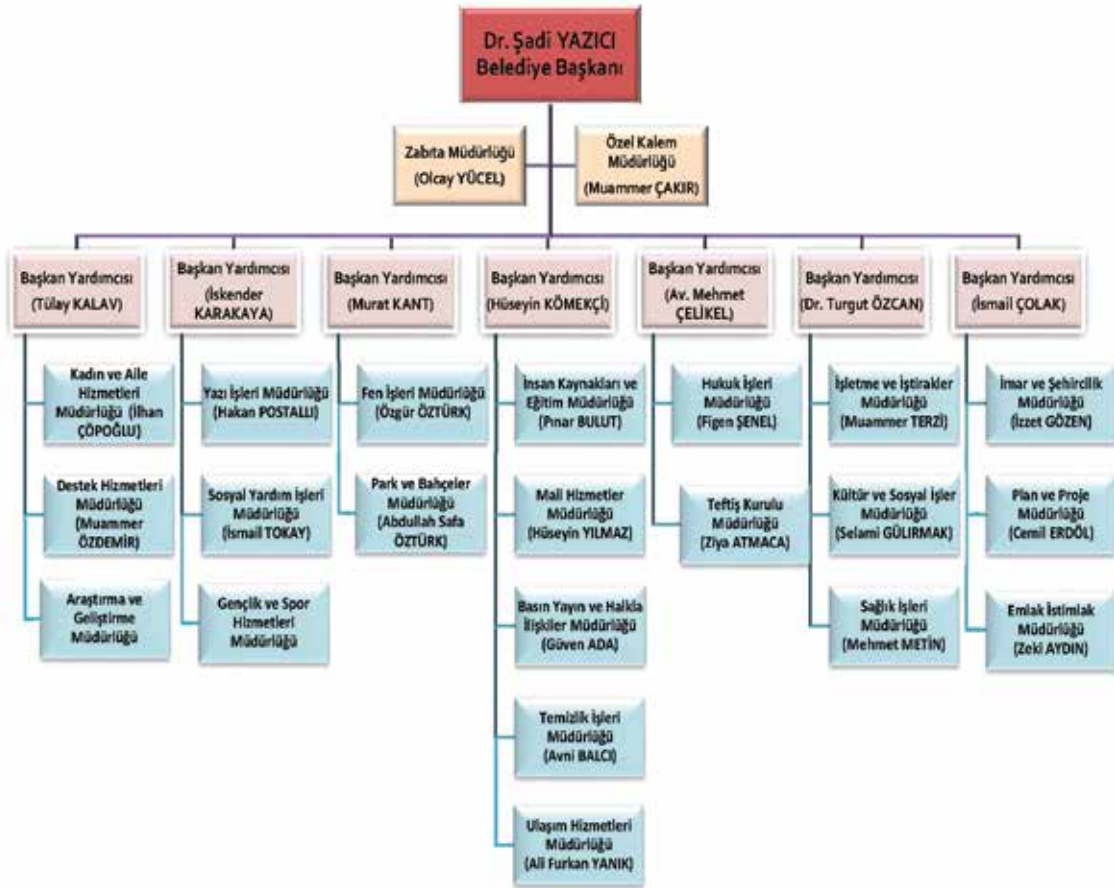 Dr. Şadi YAZICI
Belediye Başkanı
Zabıta Müdürlüğü
(Olcay YÜCEL)
Özel Kalem
Müdürlüğü
(Muammer ÇAKIR)
Başkan Yardımcısı
(Tülay KALAV)
Kadın ve Aile
Hizmetleri
Müdürlüğü (İlhan
ÇÖPOĞLU)
Destek Hizmetleri
Müdürlüğü
(Muammer
ÖZDEMİR)
Araştırma ve
Geliştirme
Müdürlüğü
Başkan Yardımcısı
(İskender
KARAKAYA)
Yazı İşleri Müdürlüğü
(Hakan POSTALLI)
Sosyal Yardım İşleri
Müdürlüğü
(İsmail TOKAY)
Gençlik ve Spor
Hizmetleri
Müdürlüğü
Başkan Yardımcısı
(Murat KANT)
Fen İşleri Müdürlüğü
(Özgür ÖZTÜRK)
Park ve Bahçeler
Müdürlüğü
(Abdullah Safa
ÖZTÜRK)
Başkan Yardımcısı
(Hüseyin KÖMEKÇİ)
İnsan Kaynakları ve
Eğitim Müdürlüğü
(Pınar BULUT)
Mali Hizmetler
Müdürlüğü
(Hüseyin YILMAZ)
Basın Yayın ve Halkla
İlişkiler Müdürlüğü
(Güven ADA)
Temizlik İşleri
Müdürlüğü
(Avni BALCI)
Ulaşım Hizmetleri
Müdürlüğü
(Ali Furkan YANIK)
Başkan Yardımcısı
(Av. Mehmet
ÇELİKEL)
Hukuk İşleri
Müdürlüğü
(Figen ŞENEL)
Teftiş Kurulu
Müdürlüğü
(Ziya ATMACA)
Başkan Yardımcısı
(Dr. Turgut ÖZCAN)
İşletme ve İştirakler
Müdürlüğü
(Muammer TERZİ)
Kültür ve Sosyal İşler
Müdürlüğü
(Selami GÜLIRMAK)
Sağlık İşleri
Müdürlüğü
(Mehmet METİN)
Başkan Yardımcısı
(İsmail ÇOLAK)
İmar ve Şehircilik
Müdürlüğü
(İzzet GÖZEN)
Plan ve Proje
Müdürlüğü
(Cemil ERDÖL)
Emlak İstimlak
Müdürlüğü
(Zeki AYDIN)